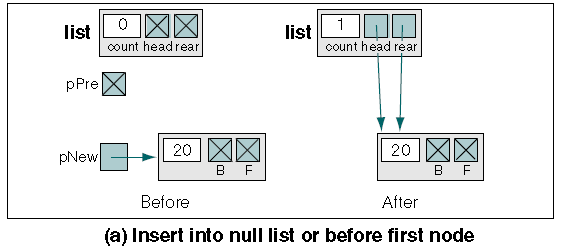 list 0
count head rear
pPre
pNew 20
B F
Before
list 1
count head rear
20
B F
After
(a) Insert into null list or before first node